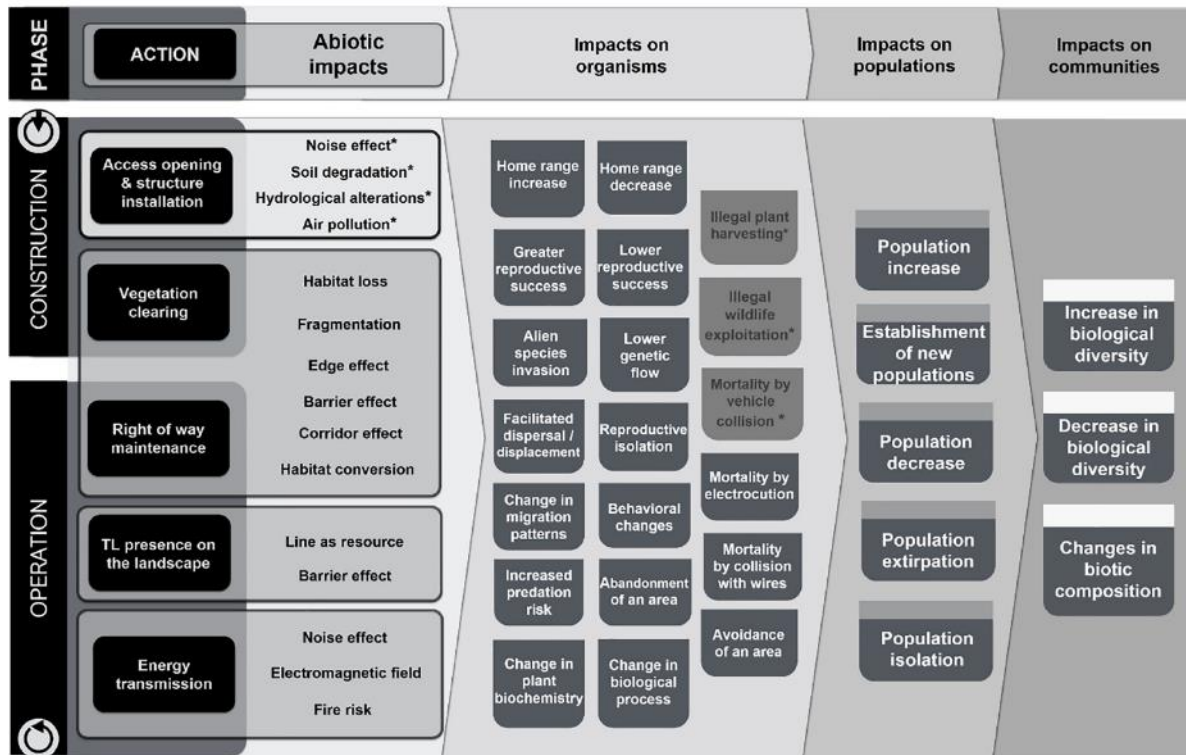 PHASE
ACTION
Abiotic
impacts
Impacts on
organisms
Impacts on
populations
Impacts on
communities
CONSTRUCTION
Access opening
& structure
installation
Noise effect*
Soil degradation*
Hydrological alterations*
Air pollution*
Vegetation
clearing
Habitat loss
Fragmentation
Edge effect
OPERATION
Right of way
maintenance
Barrier effect
Corridor effect
Habitat conversion
TL presence on
the landscape
Line as resource
Barrier effect
Energy
transmission
Noise effect
Electromagnetic field
Fire risk
Home range
increase
Home range
decrease
Greater
reproductive
success
Lower
reproductive
success
Alien
species
invasion
Lower
genetic
flow
Facilitated
dispersal /
displacement
Reproductive
isolation
Change in
migration
patterns
Behavioral
changes
Increased
predation
risk
Abandonment
of an area
Change in
plant
biochemistry
Change in
biological
process
Illegal plant
harvesting*
Illegal
wildlife
exploitation*
Mortality by
vehicle
collision *
Mortality by
electrocution
Mortality
by collision
with wires
Avoidance
of an area
Population
increase
Establishment
of new
populations
Population
decrease
Population
extirpation
Population
isolation
Increase in
biological
diversity
Decrease in
biological
diversity
Changes in
biotic
composition